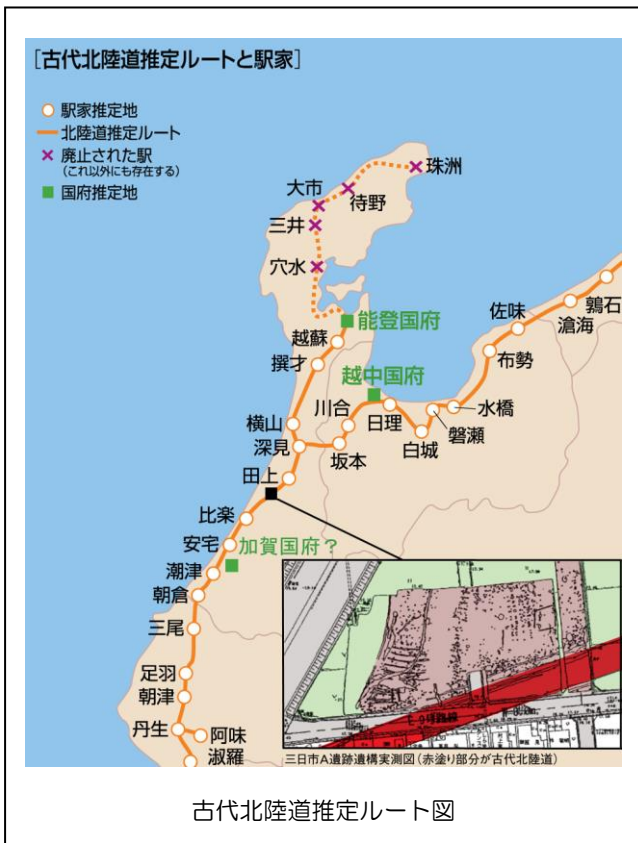 [古代北陸道推定ルートと駅家]
駅家推定地
北陸道推定ルート
廃止された駅
(これ以外にも存在する)
国府推定地
珠洲
待野
大市
三井
穴水
能登国府
越蘇
撰才
越中国府
佐味
滄海
鶉石
布勢
水橋
磐瀬
白城
日理
川合
坂本
横山
深見
田上
比楽
安宅
加賀国府?
潮津
朝倉
三尾
足羽
朝津
丹生
阿味
淑羅
三日市A遺跡遺構実測図(赤塗り部分が古代北陸道)
古代北陸道推定ルート図